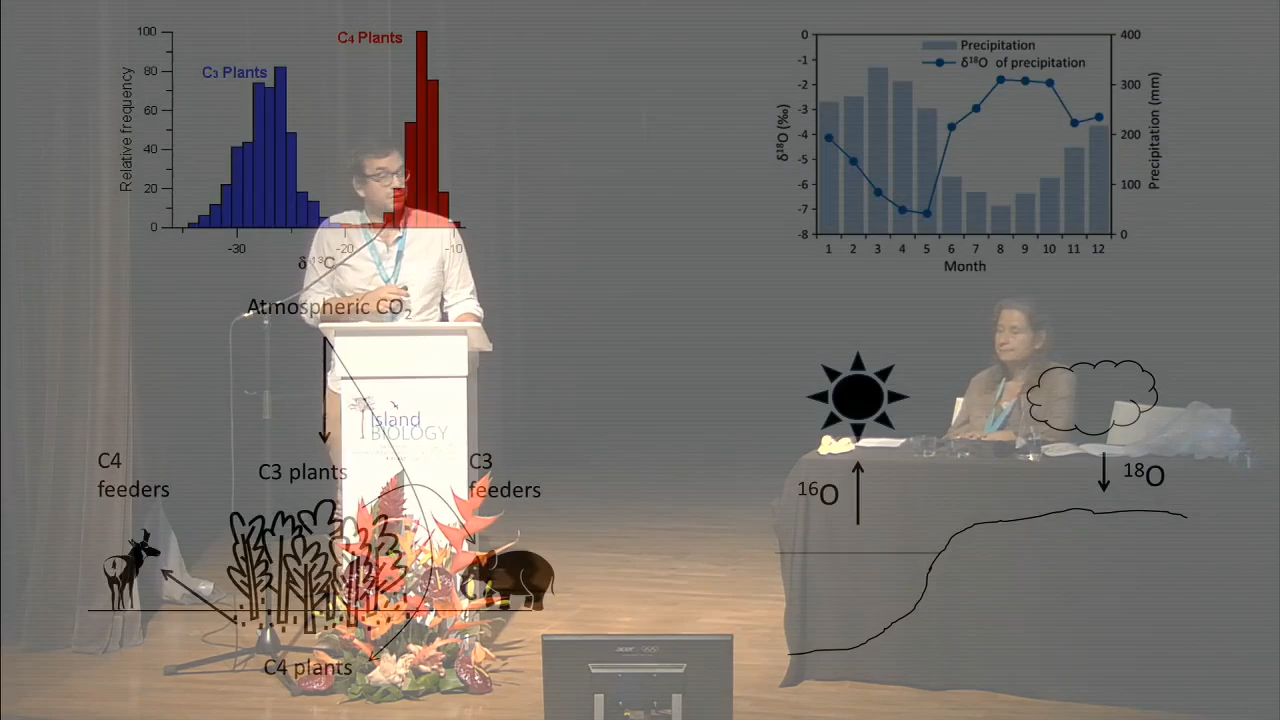 C4 Plants
C3 Plants
Relative frequency
100
80
60
40
20
0
-30
-20
-10
δ 13C
Atmospheric CO2
C4
feeders
C3 plants
C3
feeders
C4 plants
Island
BIOLOGY
Precipitation
δ18O of precipitation
δ18O (‰)
0
-1
-2
-3
-4
-5
-6
-7
-8
400
300
200
100
0
Precipitation (mm)
1 2 3 4 5 6 7 8 9 10 11 12
Month
16O
18O
acer